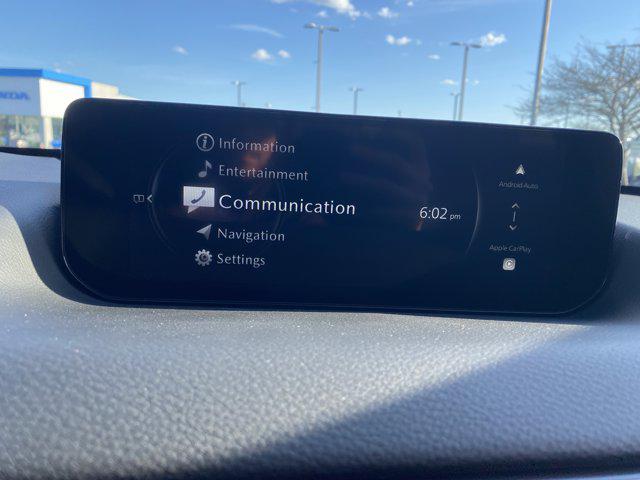 Information
Entertainment
Communication
6:02 pm
Navigation
Settings
Android Auto
Apple CarPlay